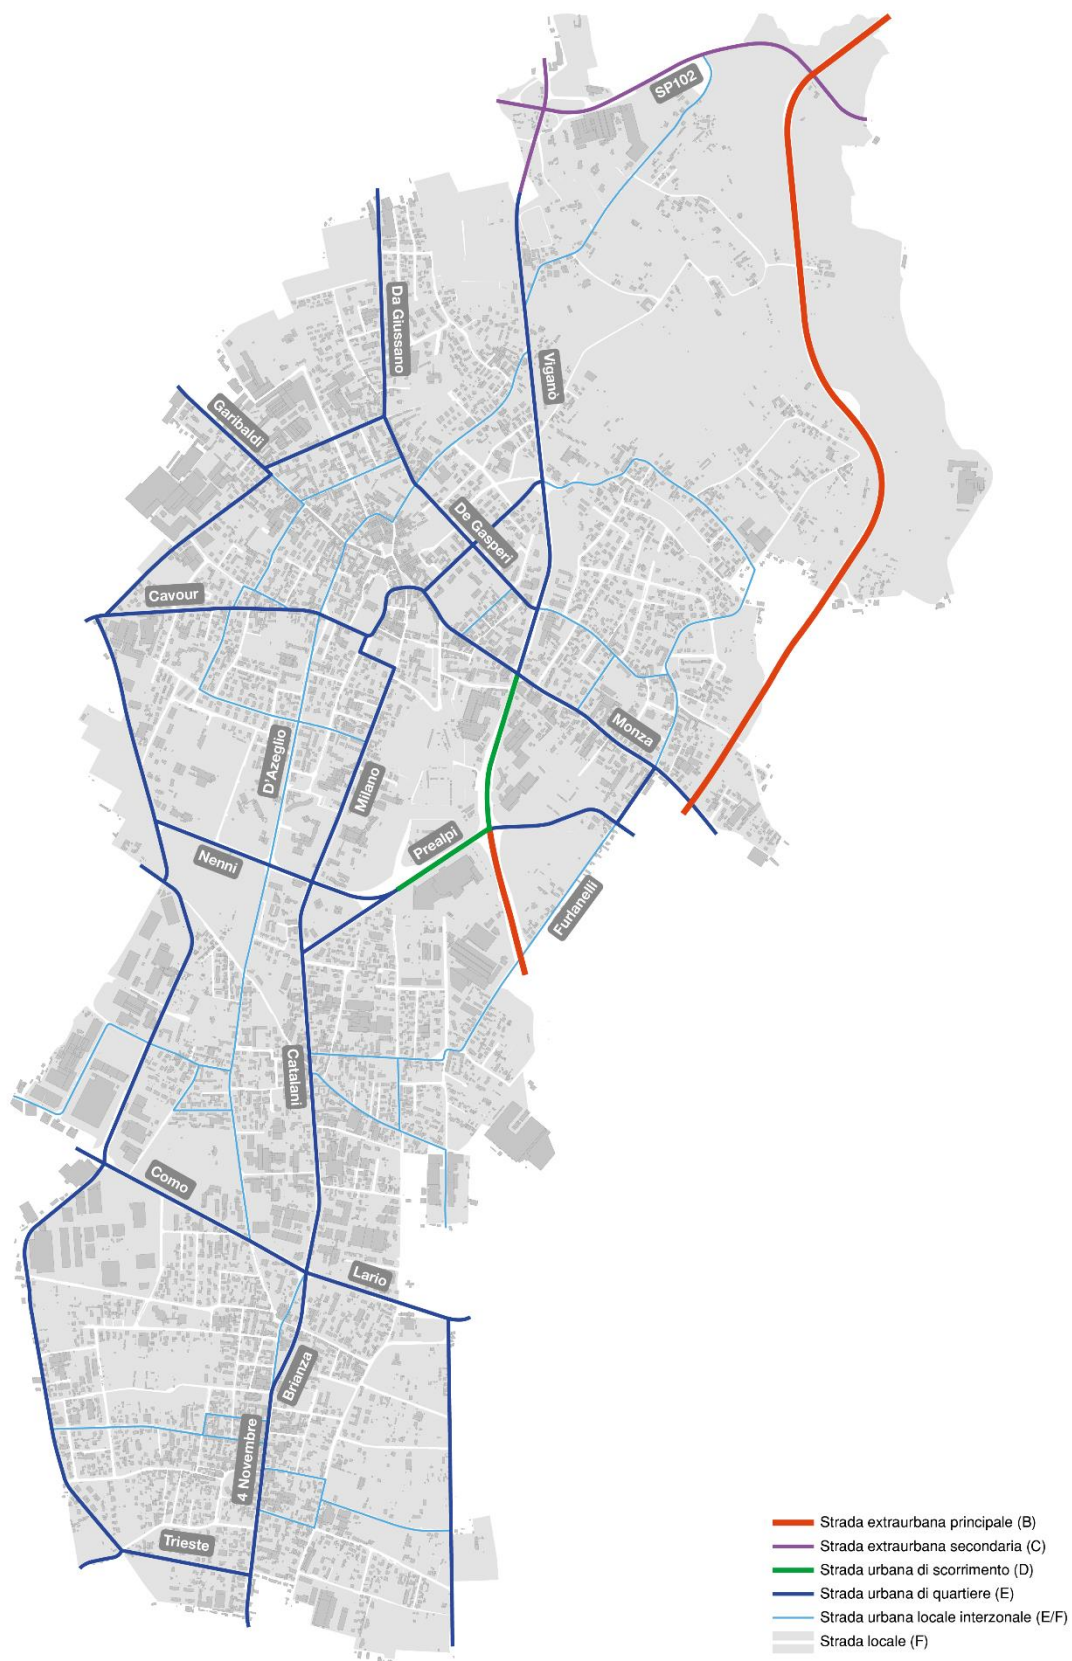 SP102
Da Giussano
Viganò
Garibaldi
De Gasperi
Cavour
Monza
D'Azeglio
Milano
Prealpi
Nenni
Furlanelli
Catalani
Como
Lario
Brianza
4 Novembre
Trieste
Strada extraurbana principale (B)
Strada extraurbana secondaria (C)
Strada urbana di scorrimento (D)
Strada urbana di quartiere (E)
Strada urbana locale interzonale (E/F)
Strada locale (F)